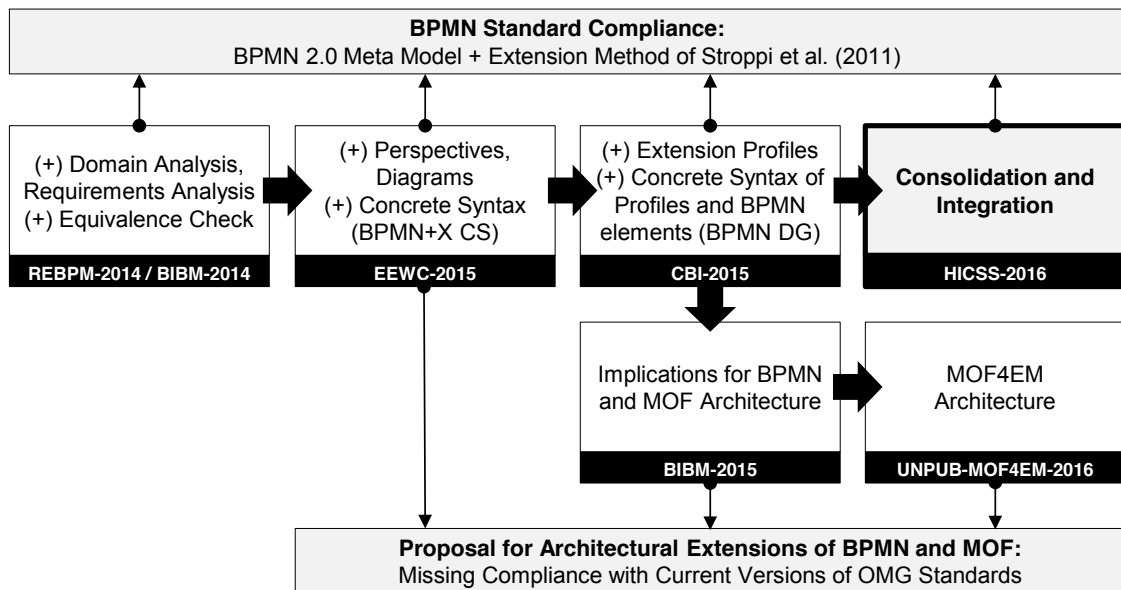 BPMN Standard Compliance:
BPMN 2.0 Meta Model + Extension Method of Stroppi et al. (2011)
(+) Domain Analysis,
Requirements Analysis
(+) Equivalence Check
REBPM-2014 / BIBM-2014
(+) Perspectives,
Diagrams
(+) Concrete Syntax
(BPMN+X CS)
EEWC-2015
(+) Extension Profiles
(+) Concrete Syntax of
Profiles and BPMN
elements (BPMN DG)
CBI-2015
Consolidation and
Integration
HICSS-2016
Implications for BPMN
and MOF Architecture
BIBM-2015
MOF4EM
Architecture
UNPUB-MOF4EM-2016
Proposal for Architectural Extensions of BPMN and MOF:
Missing Compliance with Current Versions of OMG Standards